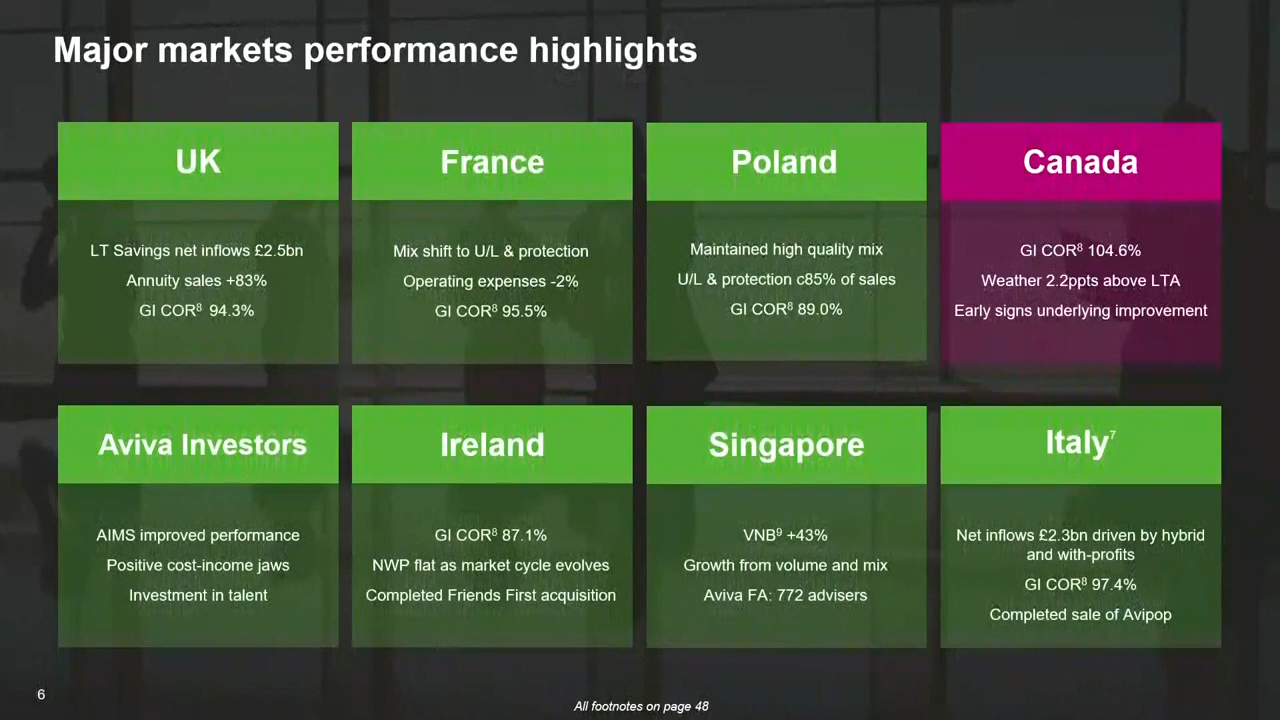 Major markets performance highlights
UK
LT Savings net inflows £2.5bn
Annuity sales +83%
GI COR⁸ 94.3%
France
Mix shift to U/L & protection
Operating expenses -2%
GI COR⁸ 95.5%
Poland
Maintained high quality mix
U/L & protection c85% of sales
GI COR⁸ 89.0%
Canada
GI COR⁸ 104.6%
Weather 2.2ppts above LTA
Early signs underlying improvement
Aviva Investors
AIMS improved performance
Positive cost-income jaws
Investment in talent
Ireland
GI COR⁸ 87.1%
NWP flat as market cycle evolves
Completed Friends First acquisition
Singapore
VNB⁹ +43%
Growth from volume and mix
Aviva FA: 772 advisers
Italy⁷
Net inflows £2.3bn driven by hybrid
and with-profits
GI COR⁸ 97.4%
Completed sale of Avipop
6
All footnotes on page 48